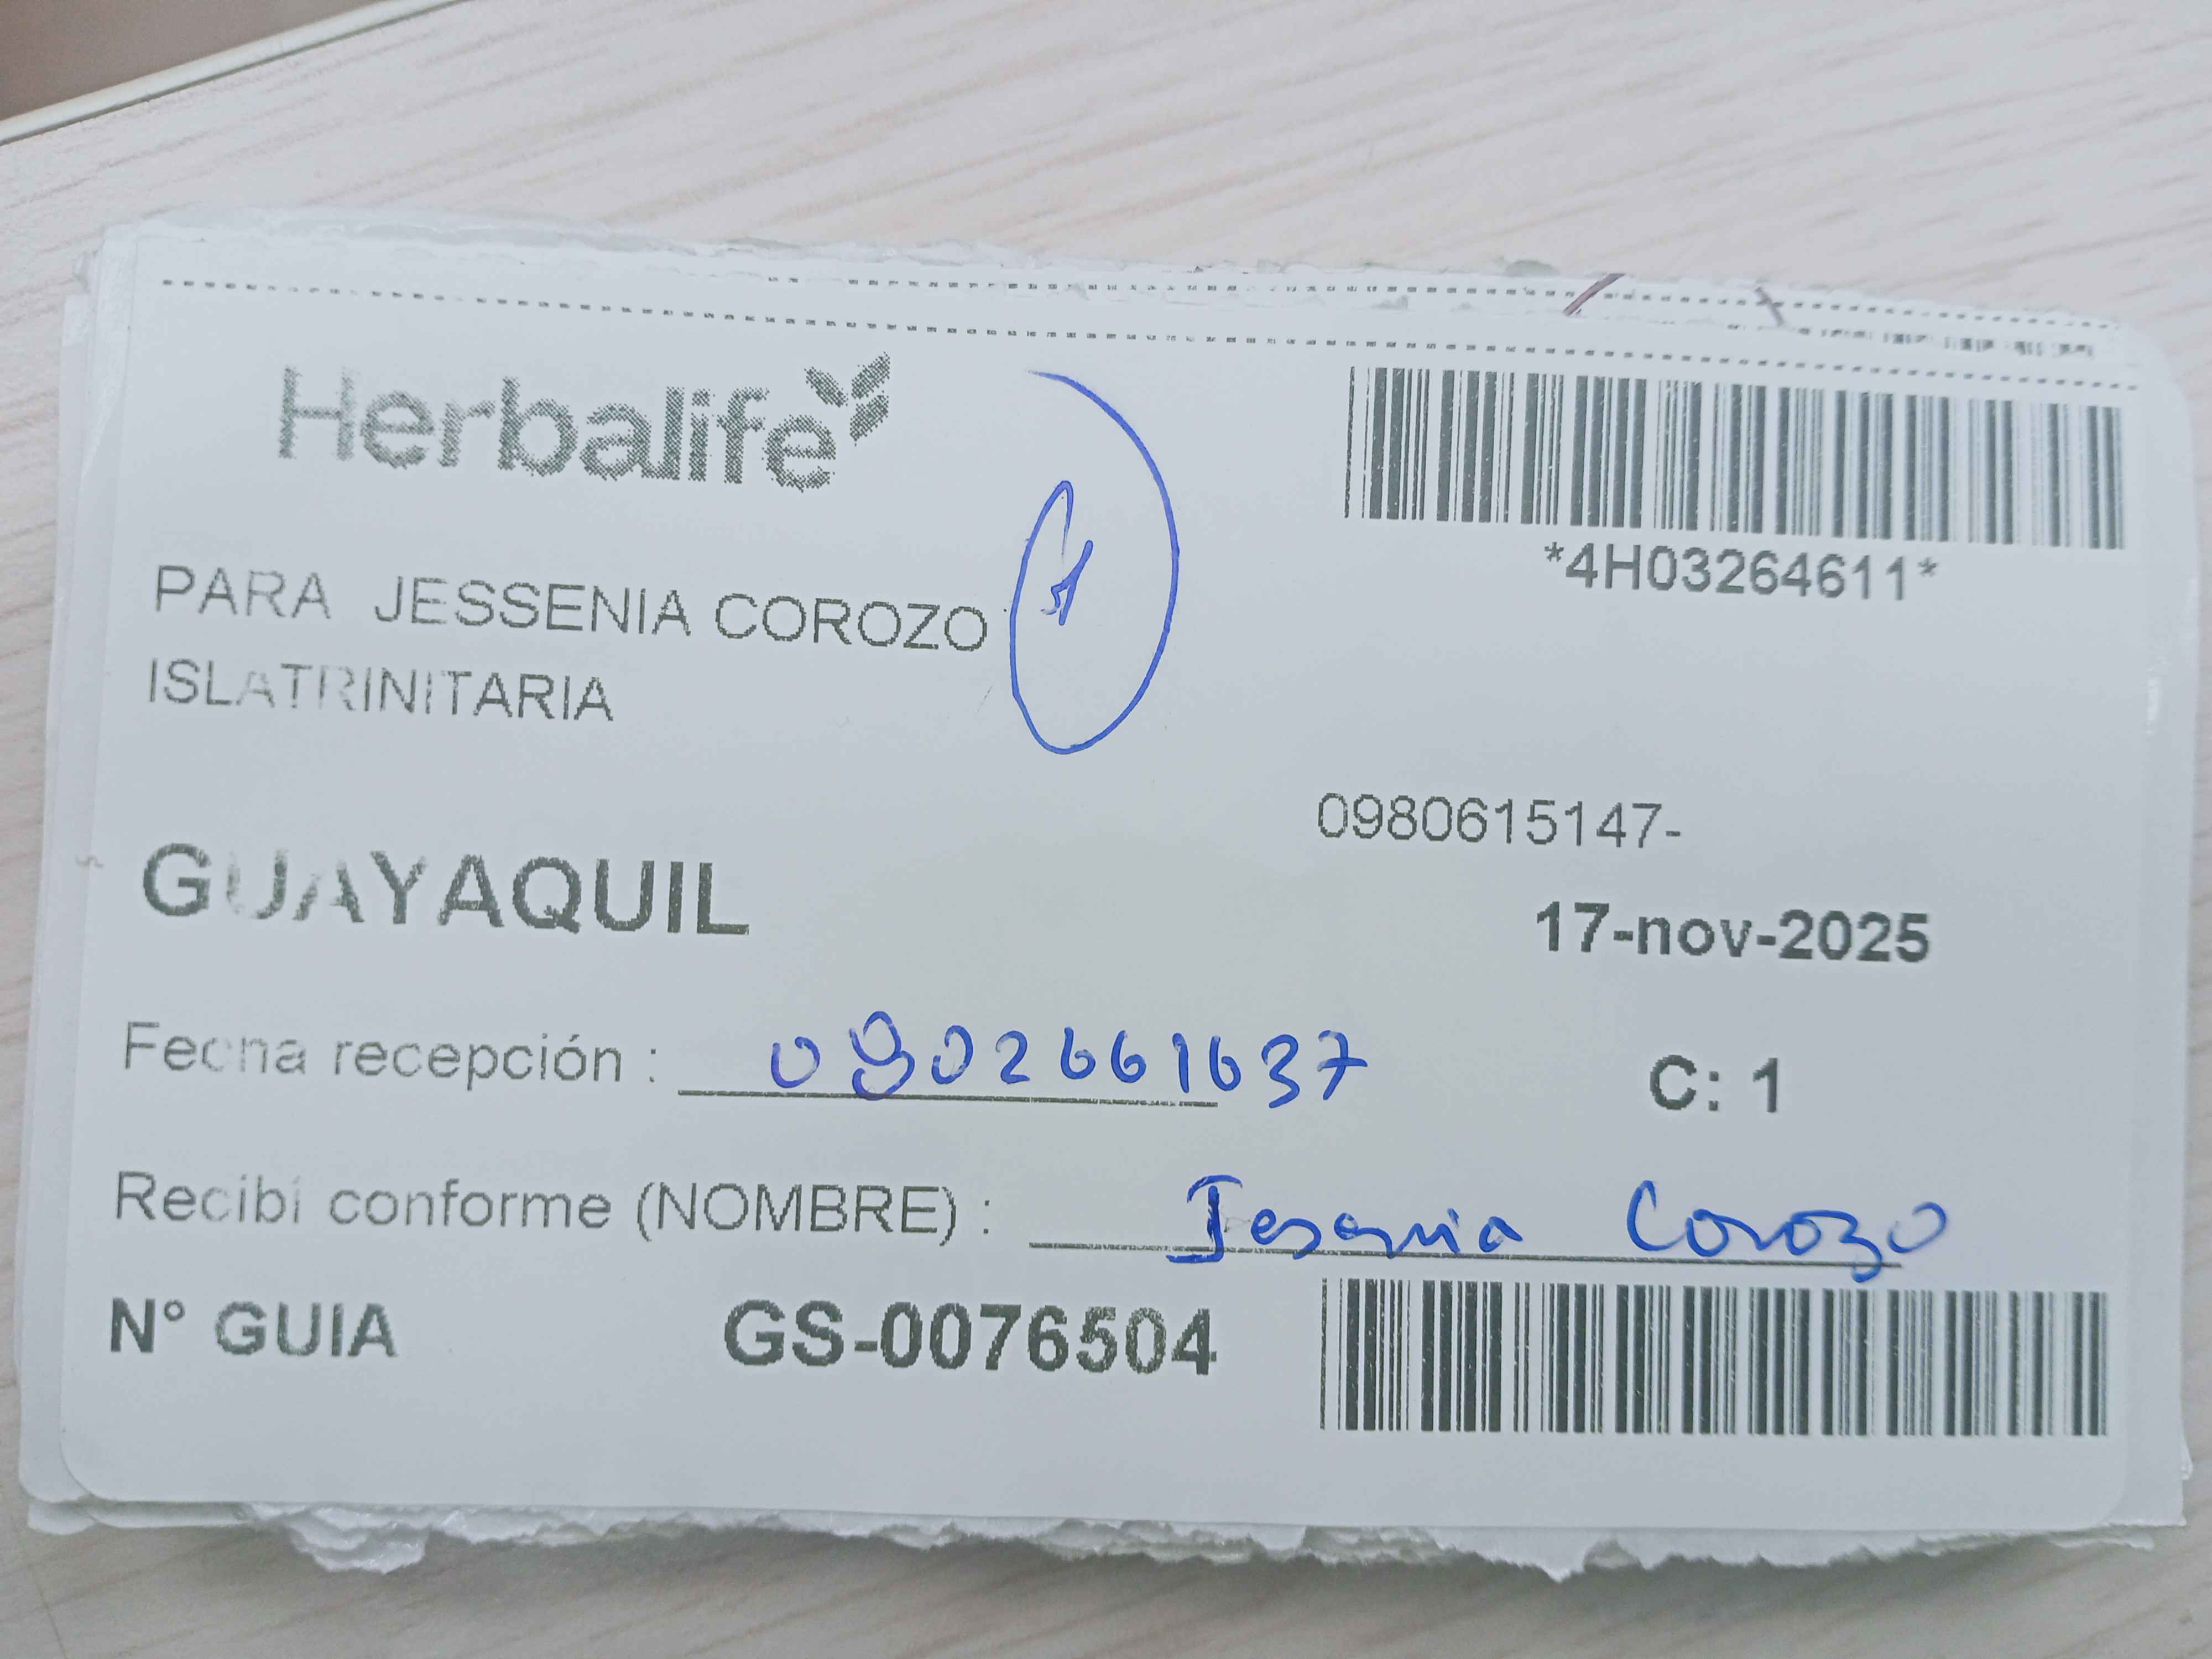 Herbalife
*4H03264611*
PARA JESSENIA COROZO
1
ISLATRINITARIA
0980615147-
GUAYAQUIL
17-nov-2025
Fecha recepción : 0902661637
C: 1
Recibí conforme (NOMBRE) : Jesenia Corozo
N° GUIA GS-0076504